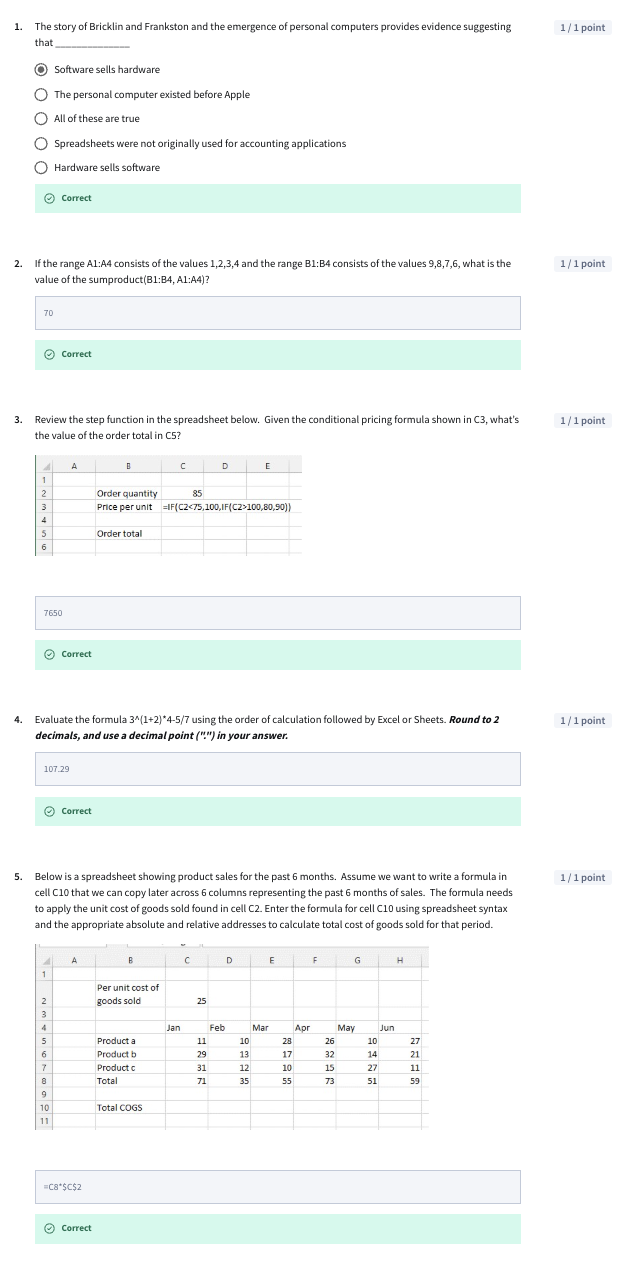 1. The story of Bricklin and Frankston and the emergence of personal computers provides evidence suggesting 1 / 1 point
that _______________
Software sells hardware
The personal computer existed before Apple
All of these are true
Spreadsheets were not originally used for accounting applications
Hardware sells software
Correct
2. If the range A1:A4 consists of the values 1,2,3,4 and the range B1:B4 consists of the values 9,8,7,6, what is the 1 / 1 point
value of the sumproduct(B1:B4, A1:A4)?
70
Correct
3. Review the step function in the spreadsheet below. Given the conditional pricing formula shown in C3, what's 1 / 1 point
the value of the order total in C5?
A B C D E
1
2 Order quantity 85
3 Price per unit =IF(C2<75,100,IF(C2>100,80,90))
4
5 Order total
6
7650
Correct
4. Evaluate the formula 3^(1+2)*4-5/7 using the order of calculation followed by Excel or Sheets. Round to 2 1 / 1 point
decimals, and use a decimal point (".") in your answer.
107.29
Correct
5. Below is a spreadsheet showing product sales for the past 6 months. Assume we want to write a formula in 1 / 1 point
cell C10 that we can copy later across 6 columns representing the past 6 months of sales. The formula needs
to apply the unit cost of goods sold found in cell C2. Enter the formula for cell C10 using spreadsheet syntax
and the appropriate absolute and relative addresses to calculate total cost of goods sold for that period.
A B C D E F G H
1
Per unit cost of
2 goods sold 25
3
4 Jan Feb Mar Apr May Jun
5 Product a 11 10 28 26 10 27
6 Product b 29 13 17 32 14 21
7 Product c 31 12 10 15 27 11
8 Total 71 35 55 73 51 59
9
10 Total COGS
11
=C8*$C$2
Correct